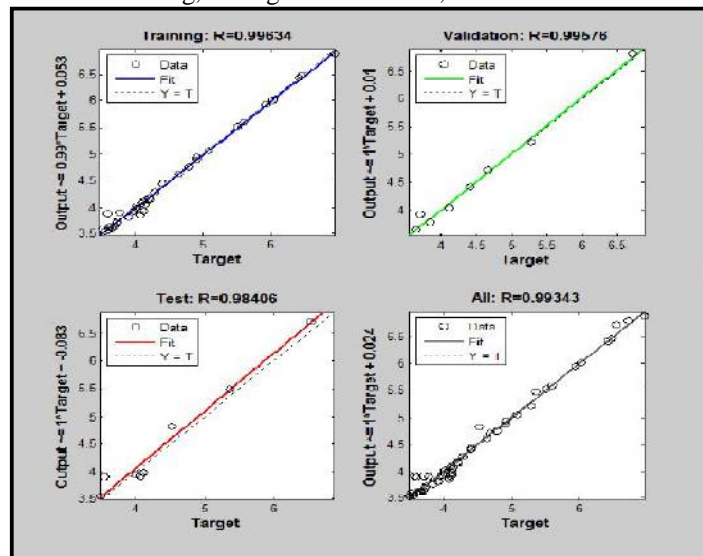 Training: R=0.99634
Data
Fit
Y = T
Output ~= 0.99*Target + 0.053
6.5
6
5.5
5
4.5
4
3.5
4
5
6
Target
Validation: R=0.99576
Data
Fit
Y = T
Output ~= 1*Target + 0.01
6.5
6
5.5
5
4.5
4
4
4.5
5
5.5
6
6.5
Target
Test: R=0.98406
Data
Fit
Y = T
Output ~= 1*Target + -0.083
6.5
6
5.5
5
4.5
4
3.5
4
5
6
Target
All: R=0.99343
Data
Fit
Y = T
Output ~= 1*Target + 0.024
6.5
6
5.5
5
4.5
4
3.5
4
5
6
Target